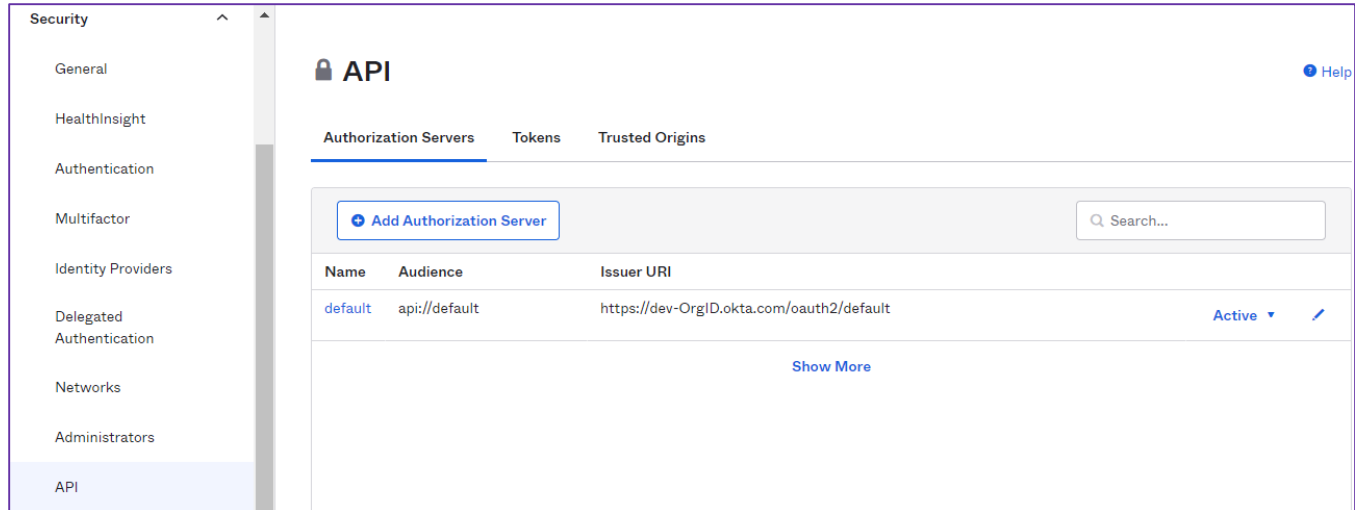 Security
General
HealthInsight
Authentication
Multifactor
Identity Providers
Delegated
Authentication
Networks
Administrators
API
API
Help
Authorization Servers Tokens Trusted Origins
Add Authorization Server
Search...
Name Audience Issuer URI
default api://default https://dev-OrgID.okta.com/oauth2/default Active
Show More